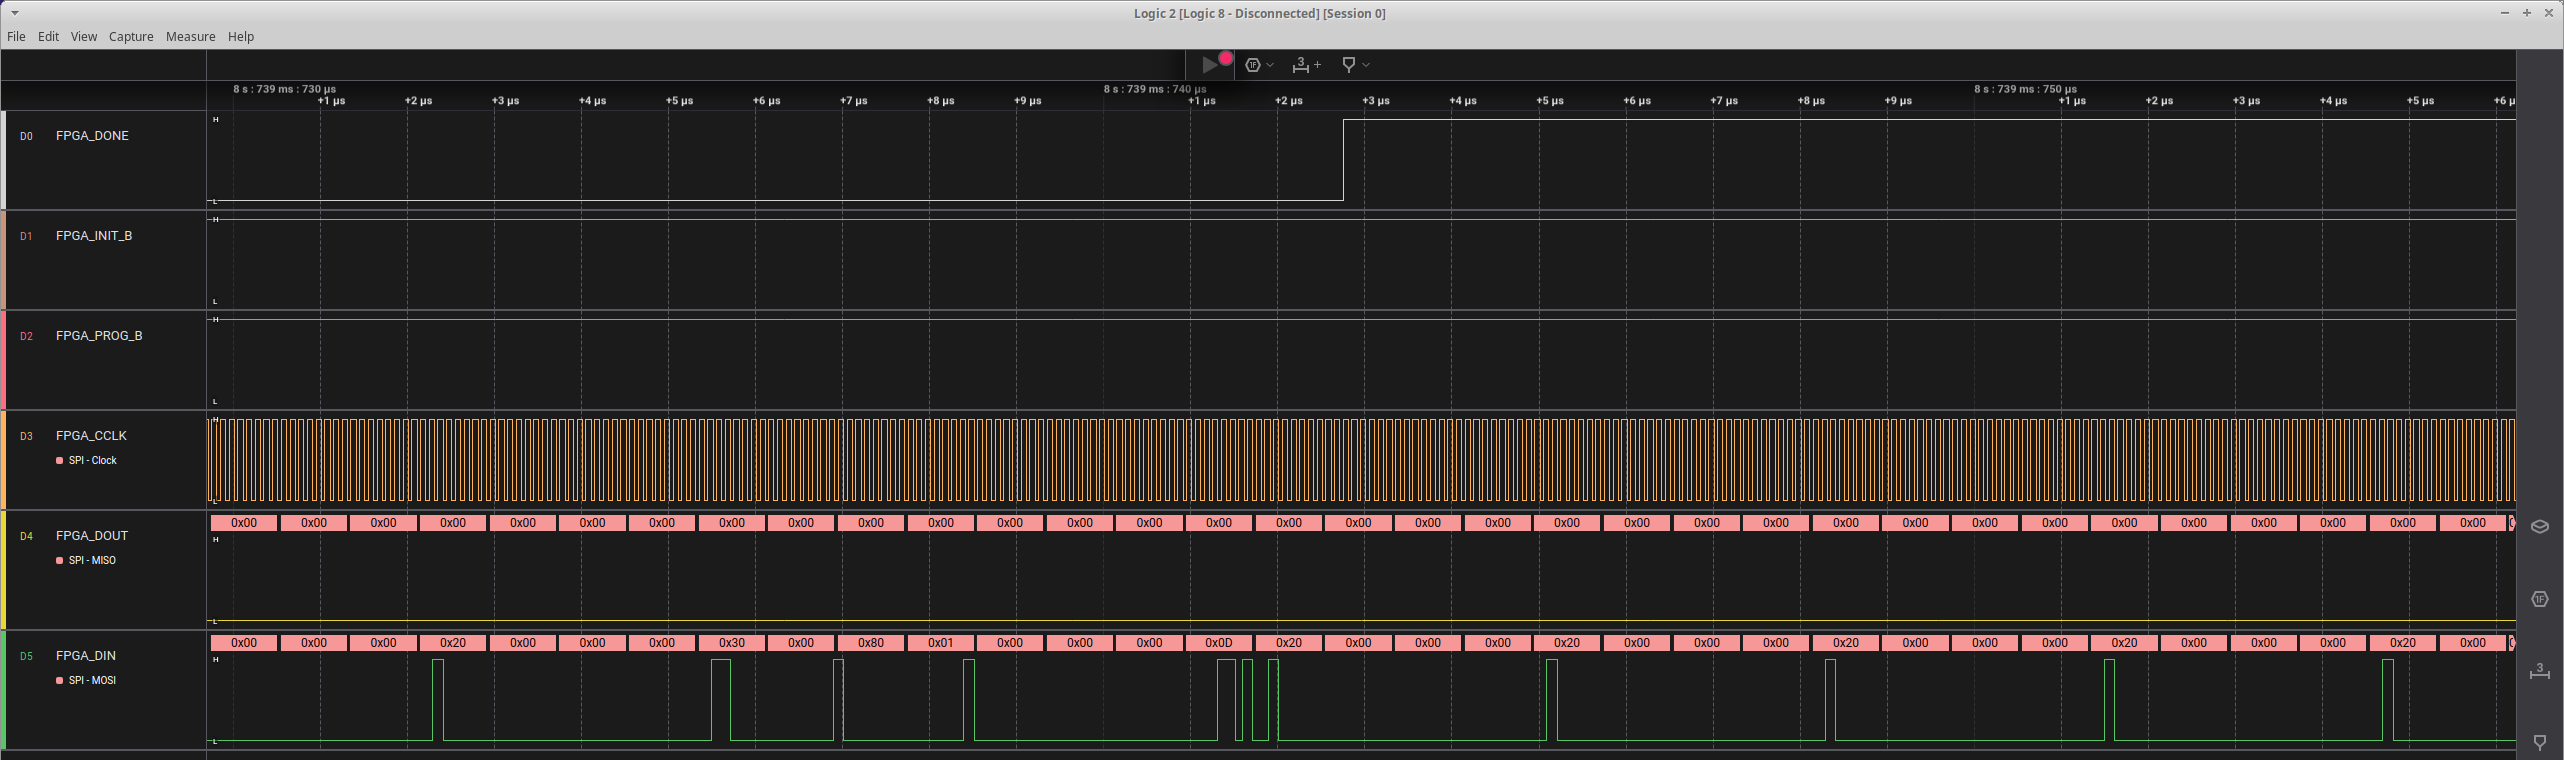 Logic 2 [Logic 8 - Disconnected] [Session 0]
File Edit View Capture Measure Help
8 s : 739 ms : 730 µs 8 s : 739 ms : 740 µs 8 s : 739 ms : 750 µs
+1 µs +2 µs +3 µs +4 µs +5 µs +6 µs +7 µs +8 µs +9 µs +1 µs +2 µs +3 µs +4 µs +5 µs +6 µs +7 µs +8 µs +9 µs +1 µs +2 µs +3 µs +4 µs +5 µs +6 µ
D0 FPGA_DONE
H
L
D1 FPGA_INIT_B
H
L
D2 FPGA_PROG_B
H
L
D3 FPGA_CCLK
SPI - Clock
H
L
0x00 0x00 0x00 0x00 0x00 0x00 0x00 0x00 0x00 0x00 0x00 0x00 0x00 0x00 0x00 0x00 0x00 0x00 0x00 0x00 0x00 0x00 0x00 0x00 0x00 0x00 0x00 0x00 0x00 0x00 0x00 0x00 0x00
D4 FPGA_DOUT
SPI - MISO
H
L
0x00 0x00 0x00 0x20 0x00 0x00 0x00 0x30 0x00 0x80 0x01 0x00 0x00 0x00 0x0D 0x20 0x00 0x00 0x00 0x20 0x00 0x00 0x00 0x20 0x00 0x00 0x00 0x20 0x00 0x00 0x00 0x20 0x00
D5 FPGA_DIN
SPI - MOSI
H
L